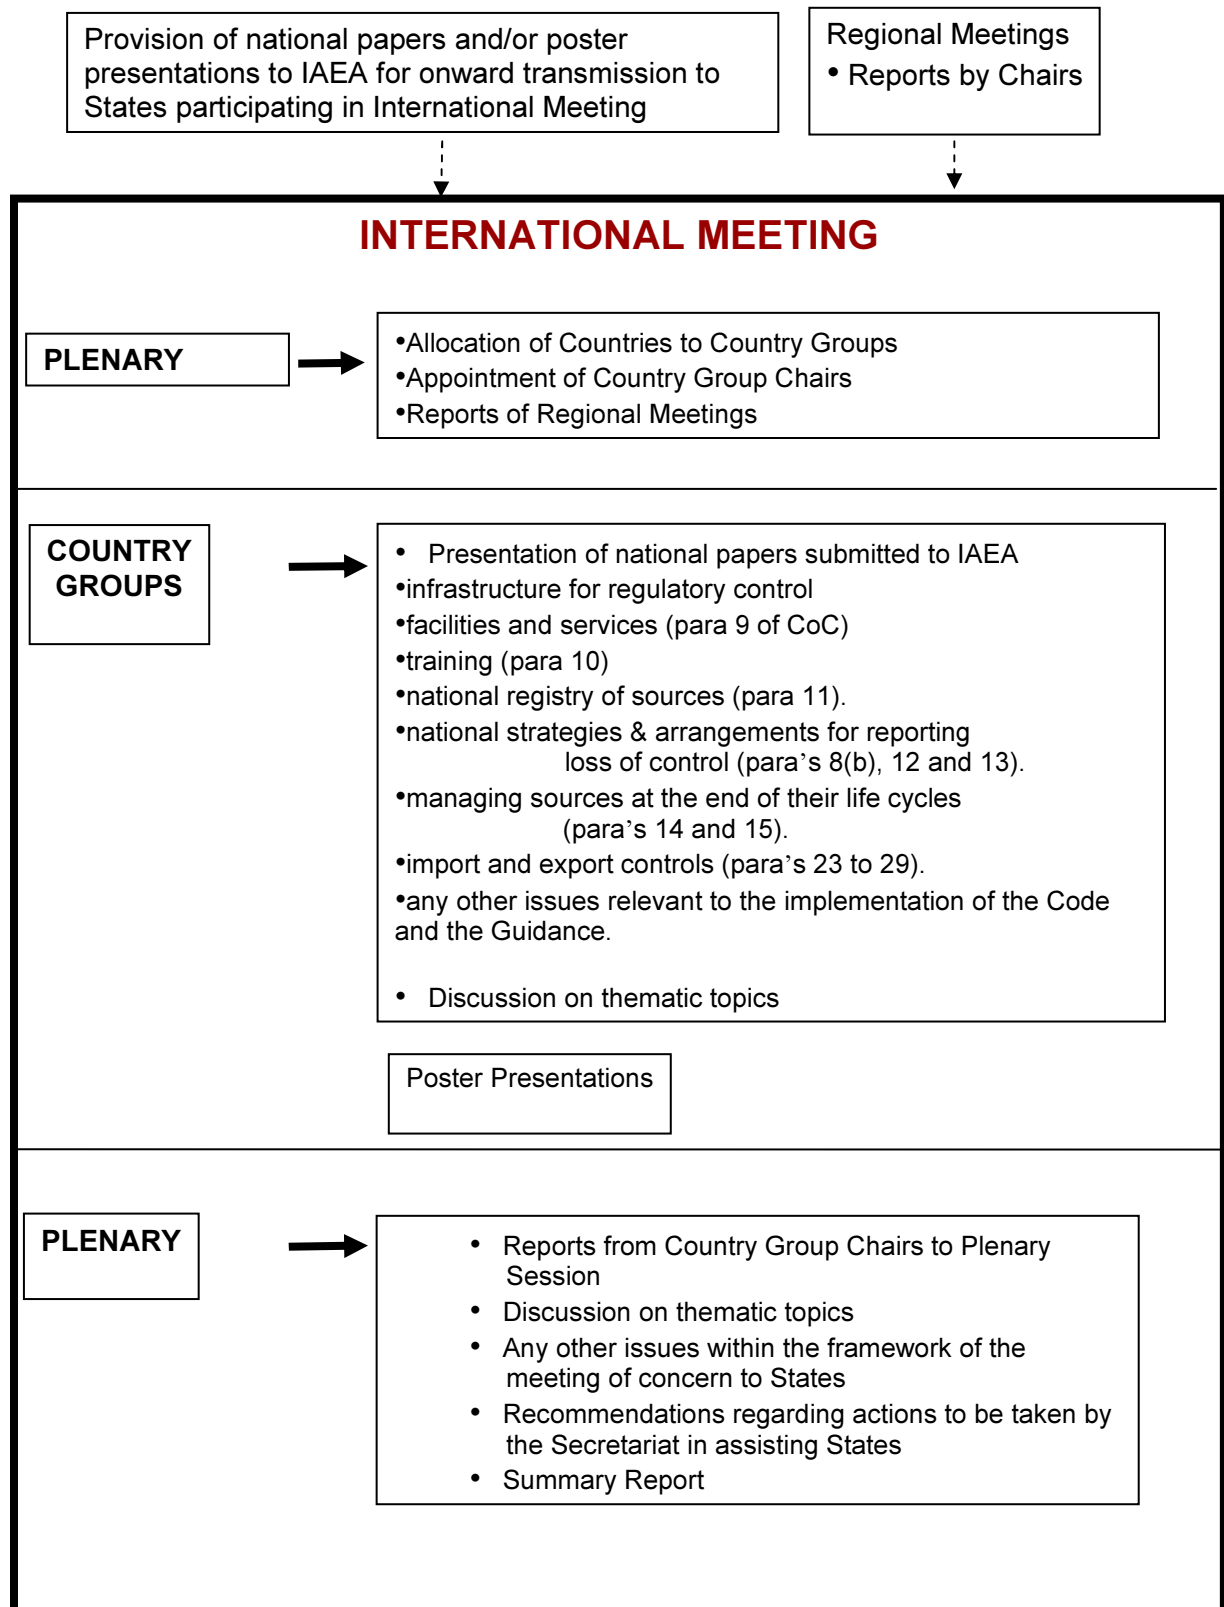 Provision of national papers and/or poster
presentations to IAEA for onward transmission to
States participating in International Meeting
Regional Meetings
• Reports by Chairs
INTERNATIONAL MEETING
PLENARY
•Allocation of Countries to Country Groups
•Appointment of Country Group Chairs
•Reports of Regional Meetings
COUNTRY
GROUPS
• Presentation of national papers submitted to IAEA
•infrastructure for regulatory control
•facilities and services (para 9 of CoC)
•training (para 10)
•national registry of sources (para 11).
•national strategies & arrangements for reporting
loss of control (para’s 8(b), 12 and 13).
•managing sources at the end of their life cycles
(para’s 14 and 15).
•import and export controls (para’s 23 to 29).
•any other issues relevant to the implementation of the Code
and the Guidance.
• Discussion on thematic topics
Poster Presentations
PLENARY
• Reports from Country Group Chairs to Plenary
Session
• Discussion on thematic topics
• Any other issues within the framework of the
meeting of concern to States
• Recommendations regarding actions to be taken by
the Secretariat in assisting States
• Summary Report